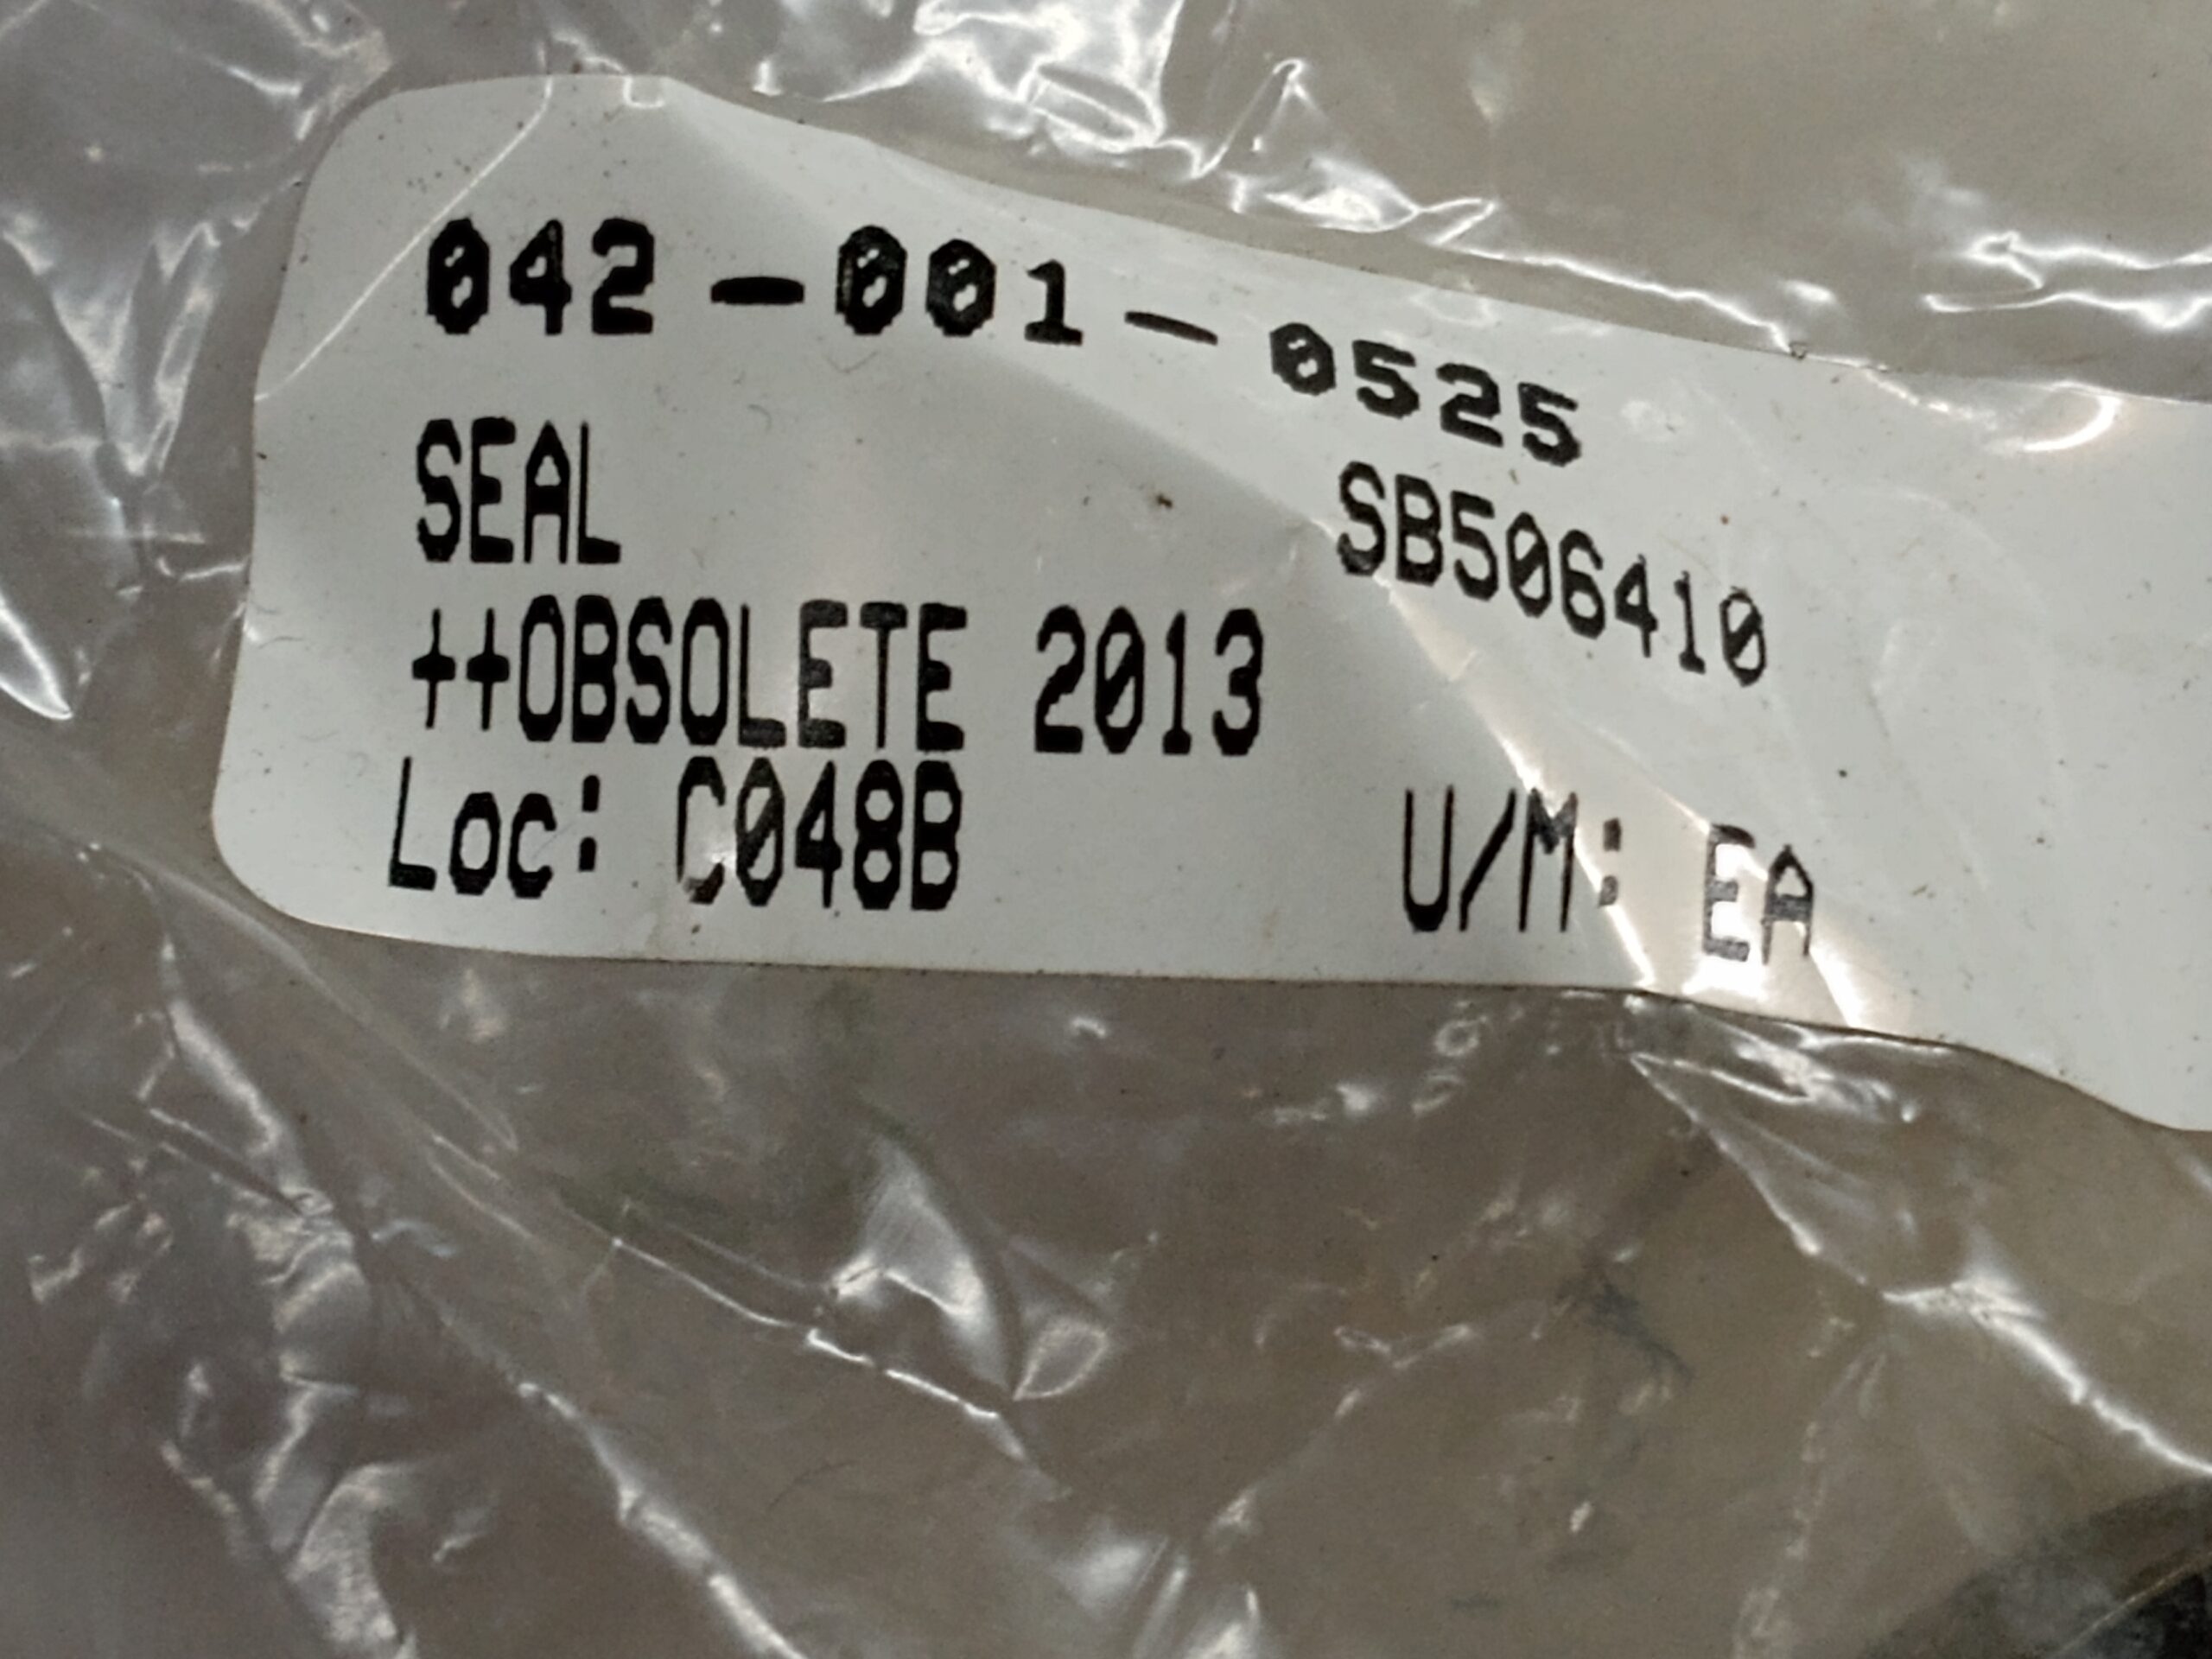 042-001-0525
SEAL SB506410
++OBSOLETE 2013
Loc: C048B U/M: EA